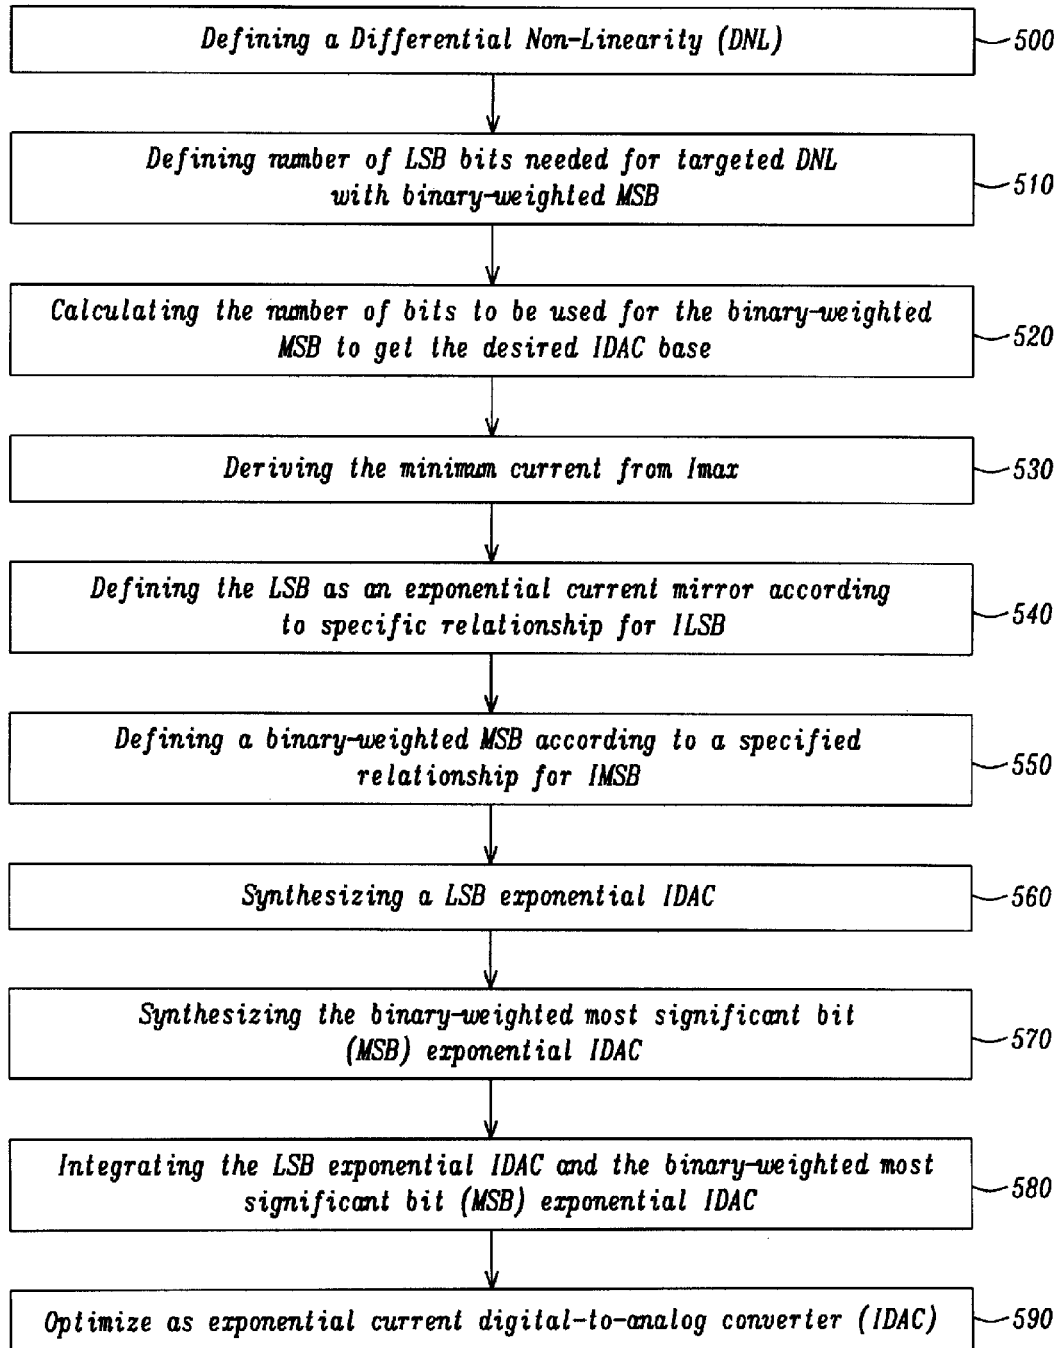 Defining a Differential Non-Linearity (DNL)
500
Defining number of LSB bits needed for targeted DNL
with binary-weighted MSB
510
Calculating the number of bits to be used for the binary-weighted
MSB to get the desired IDAC base
520
Deriving the minimum current from Imax
530
Defining the LSB as an exponential current mirror according
to specific relationship for ILSB
540
Defining a binary-weighted MSB according to a specified
relationship for IMSB
550
Synthesizing a LSB exponential IDAC
560
Synthesizing the binary-weighted most significant bit
(MSB) exponential IDAC
570
Integrating the LSB exponential IDAC and the binary-weighted most
significant bit (MSB) exponential IDAC
580
Optimize as exponential current digital-to-analog converter (IDAC)
590